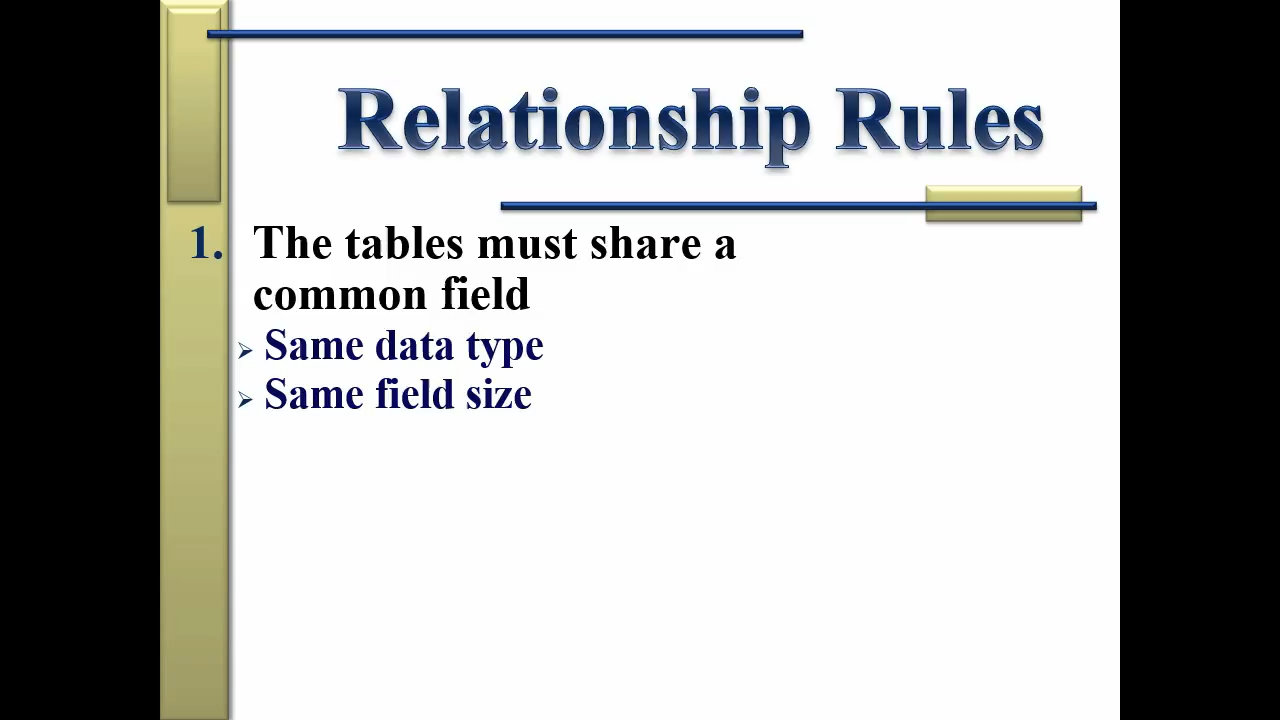 Relationship Rules
1. The tables must share a
common field
➢ Same data type
➢ Same field size